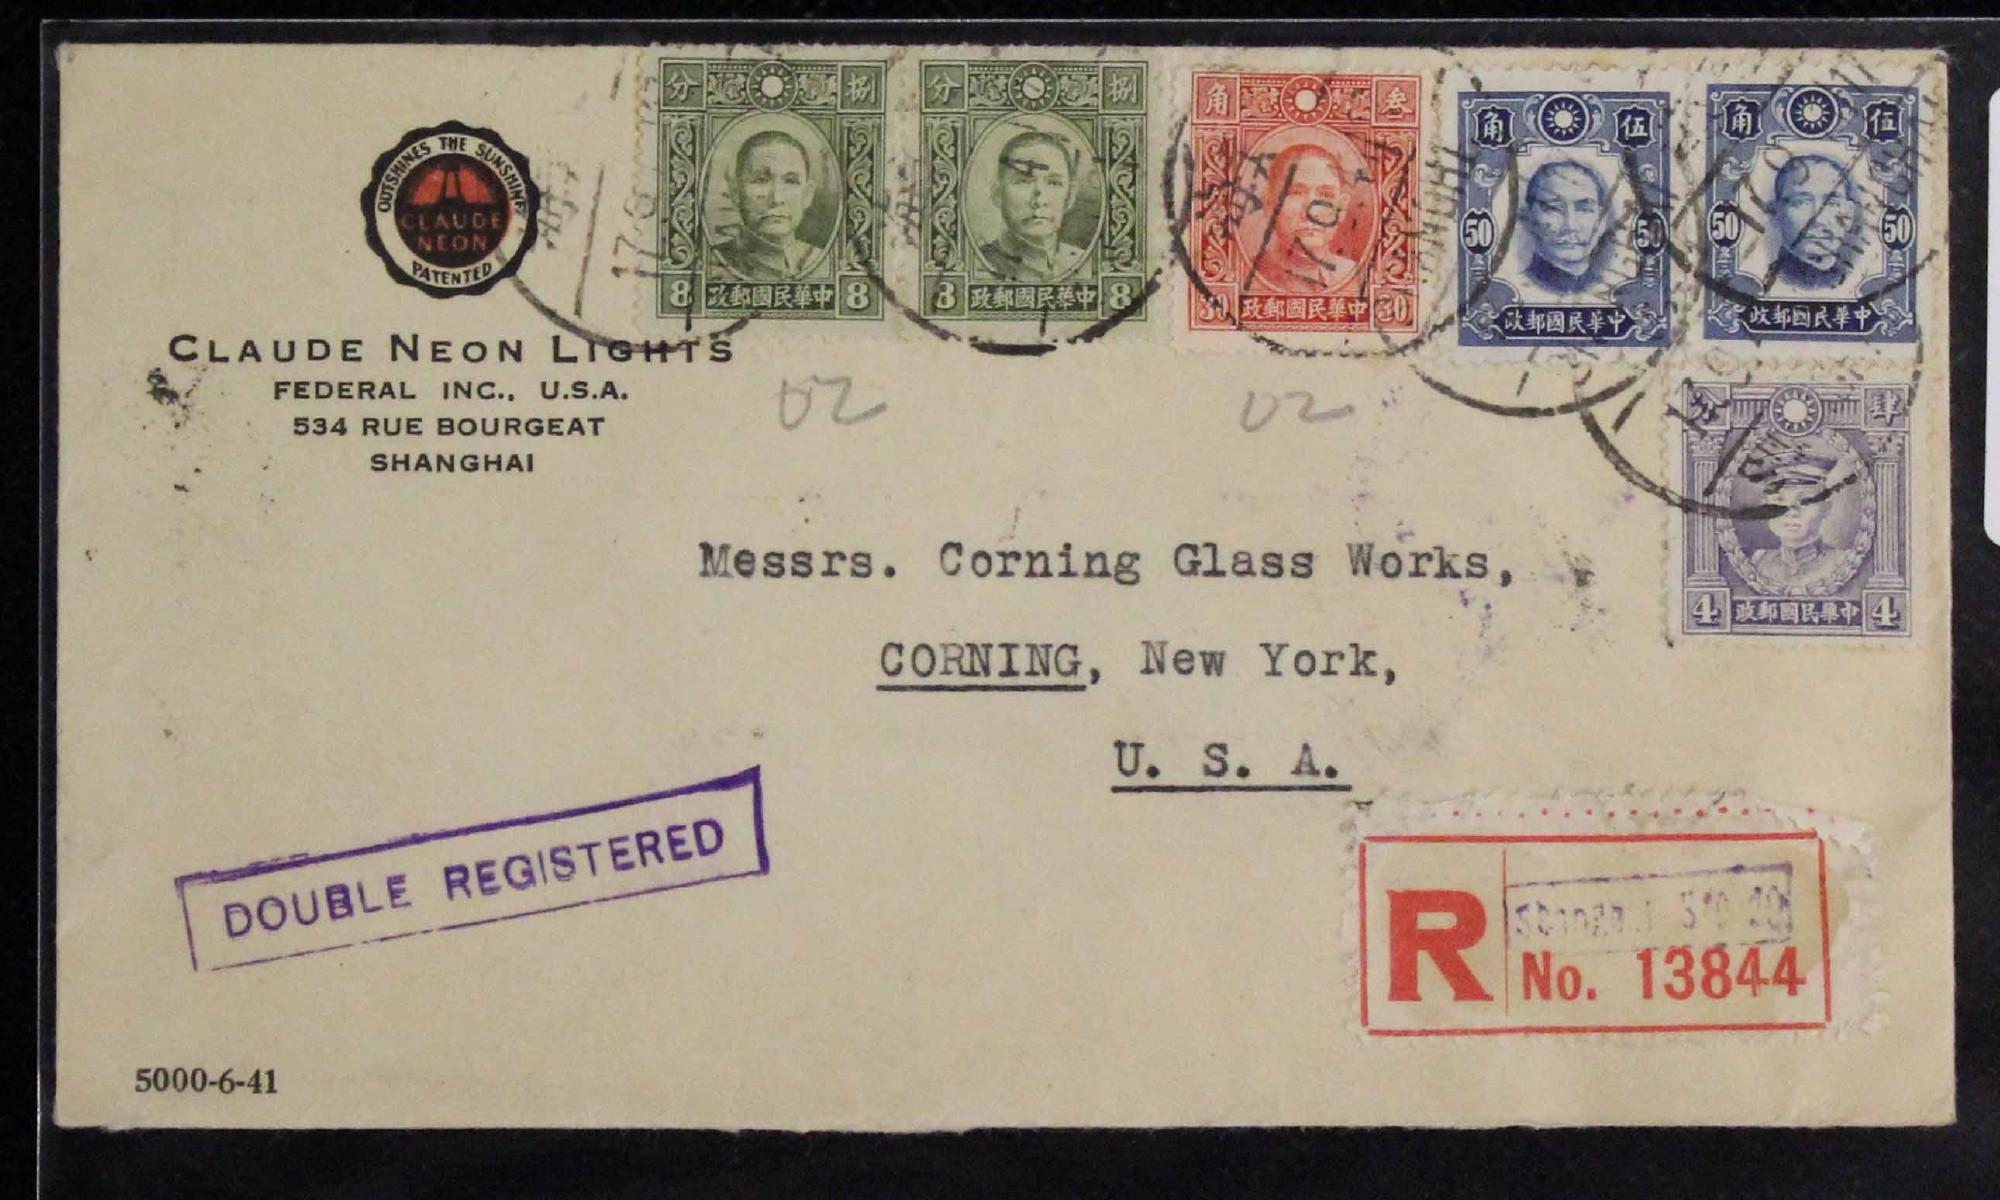 OUTSHINES THE SUNSHINE
CLAUDE
NEON
PATENTED
CLAUDE NEON LIGHTS
FEDERAL INC., U.S.A.
534 RUE BOURGEAT
SHANGHAI
分 捌
8 政郵國民華中 8
分 捌
8 政郵國民華中 8
角 叁
30 政郵國民華中 30
角 伍
50 50
政郵國民華中
角 伍
50 50
政郵國民華中
分 肆
4 政郵國民華中 4
SHANGHAI
02 02
Messrs. Corning Glass Works,
CORNING, New York,
U. S. A.
DOUBLE REGISTERED
R
No. 13844
5000-6-41